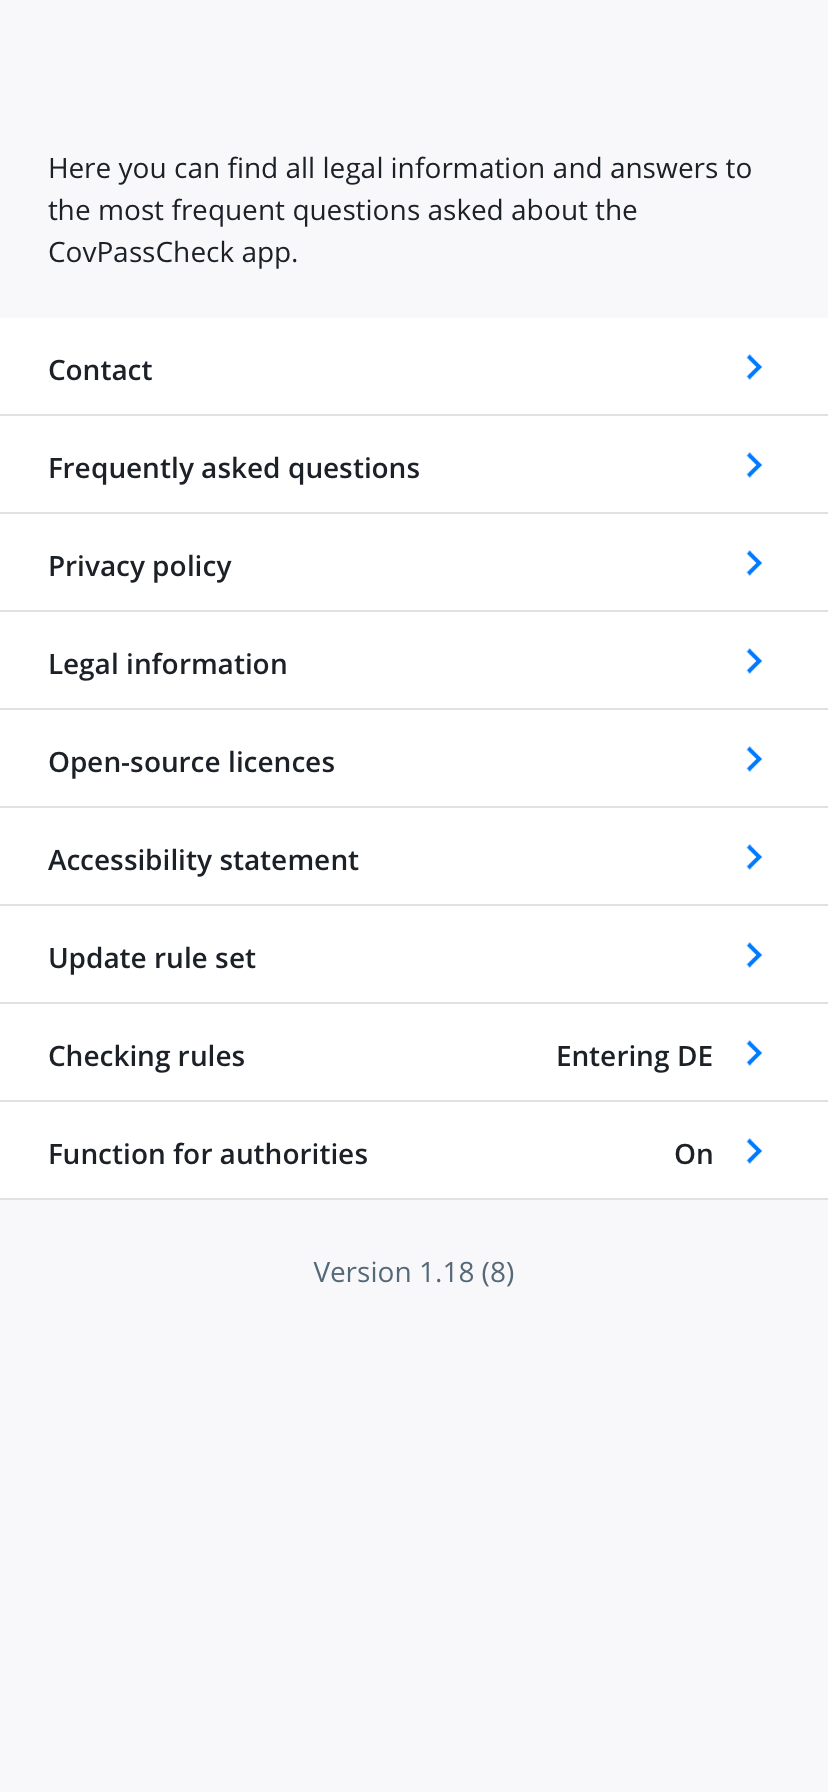 Here you can find all legal information and answers to
the most frequent questions asked about the
CovPassCheck app.
Contact
Frequently asked questions
Privacy policy
Legal information
Open-source licences
Accessibility statement
Update rule set
Checking rules Entering DE
Function for authorities On
Version 1.18 (8)